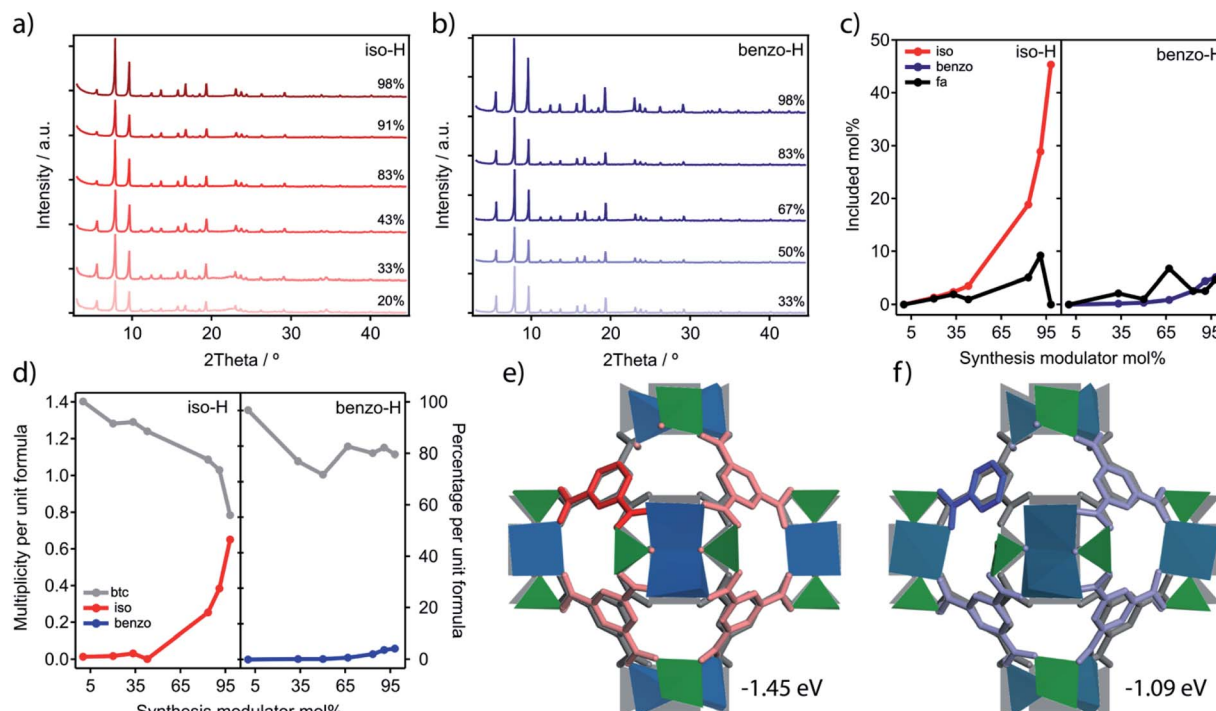 a)
iso-H
98%
91%
83%
43%
33%
20%
Intensity / a.u.
10 20 30 40
2Theta / º
b)
benzo-H
98%
83%
67%
50%
33%
Intensity / a.u.
10 20 30 40
2Theta / º
c)
iso
benzo
fa
iso-H
benzo-H
50
40
30
20
10
0
Included mol%
5 35 65 95 5 35 65 95
Synthesis modulator mol%
d)
iso-H
benzo-H
1.4
1.2
1.0
0.8
0.6
0.4
0.2
0.0
Multiplicity per unit formula
btc
iso
benzo
100
80
60
40
20
0
Percentage per unit formula
5 35 65 95 5 35 65 95
Synthesis modulator mol%
e)
-1.45 eV
f)
-1.09 eV